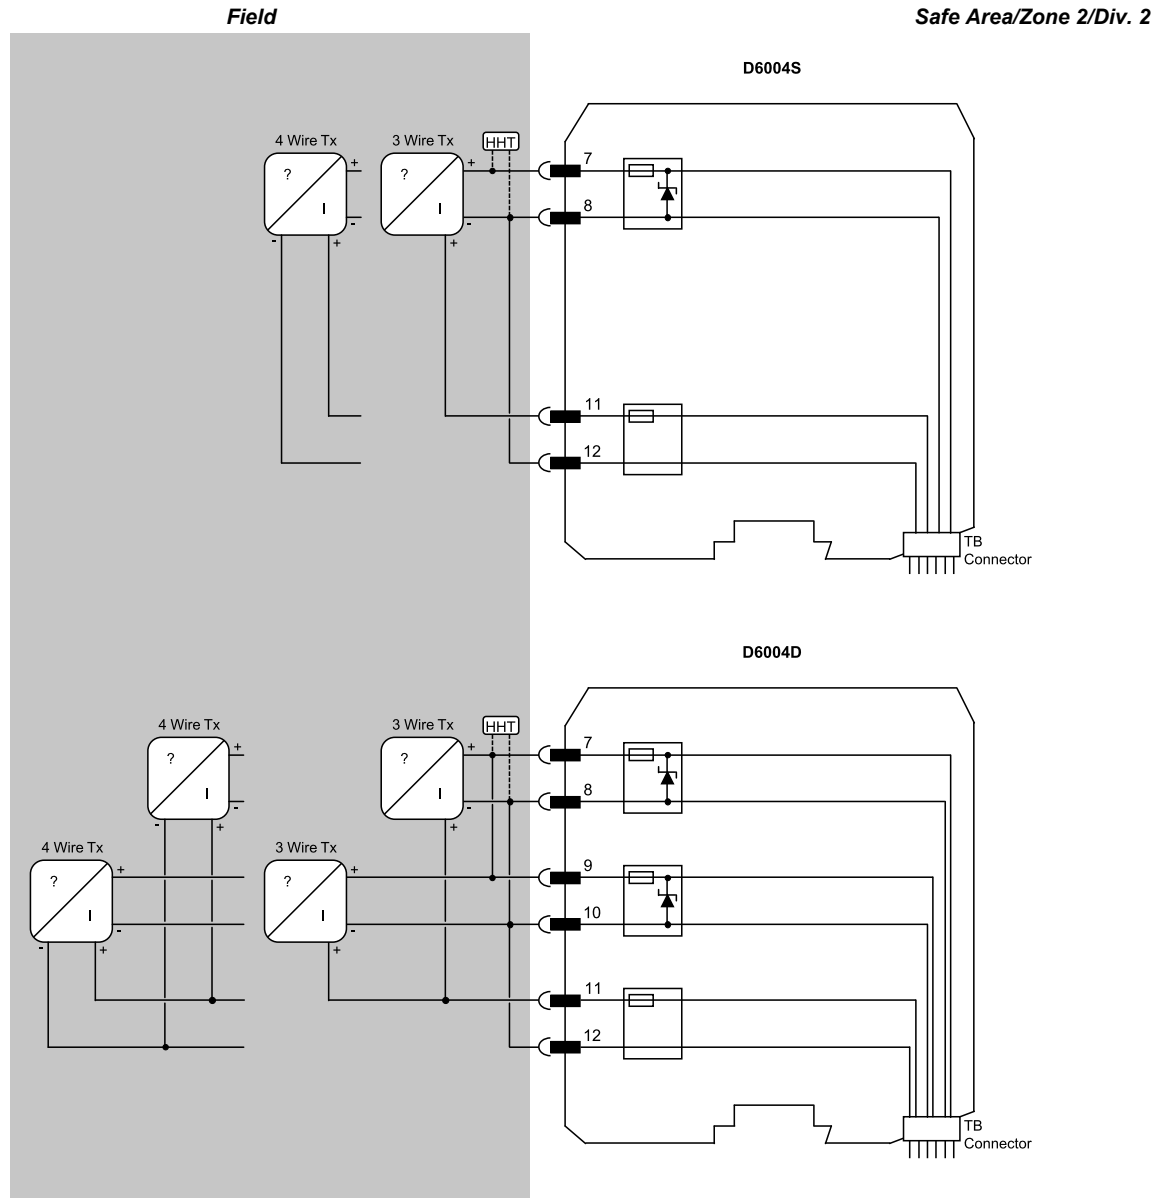 Field
Safe Area/Zone 2/Div. 2
D6004S
4 Wire Tx
3 Wire Tx
HHT
+
+
7
?
?
I
I
8
-
-
-
+
+
11
12
TB
Connector
D6004D
4 Wire Tx
3 Wire Tx
HHT
+
+
7
?
?
I
I
8
-
-
-
+
+
4 Wire Tx
3 Wire Tx
9
+
+
?
?
I
I
10
-
-
-
+
+
11
12
TB
Connector